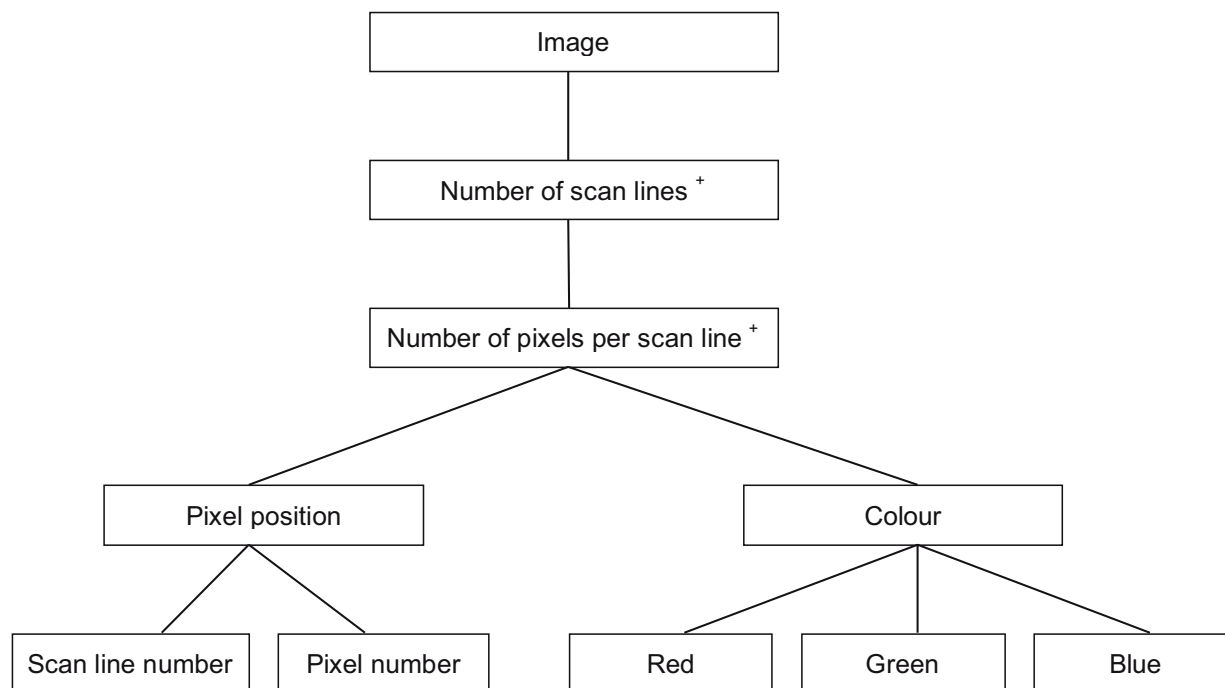 Image
Number of scan lines +
Number of pixels per scan line +
Pixel position
Colour
Scan line number
Pixel number
Red
Green
Blue